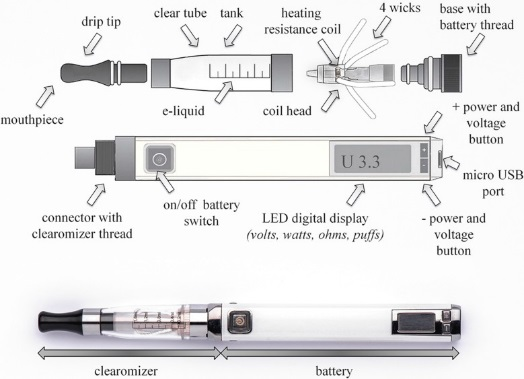 drip tip
clear tube
tank
heating
resistance coil
4 wicks
base with
battery thread
mouthpiece
e-liquid
coil head
+ power and
voltage
button
U 3.3
micro USB
port
connector with
clearomizer thread
on/off battery
switch
LED digital display
(volts, watts, ohms, puffs)
- power and
voltage
button
clearomizer
battery